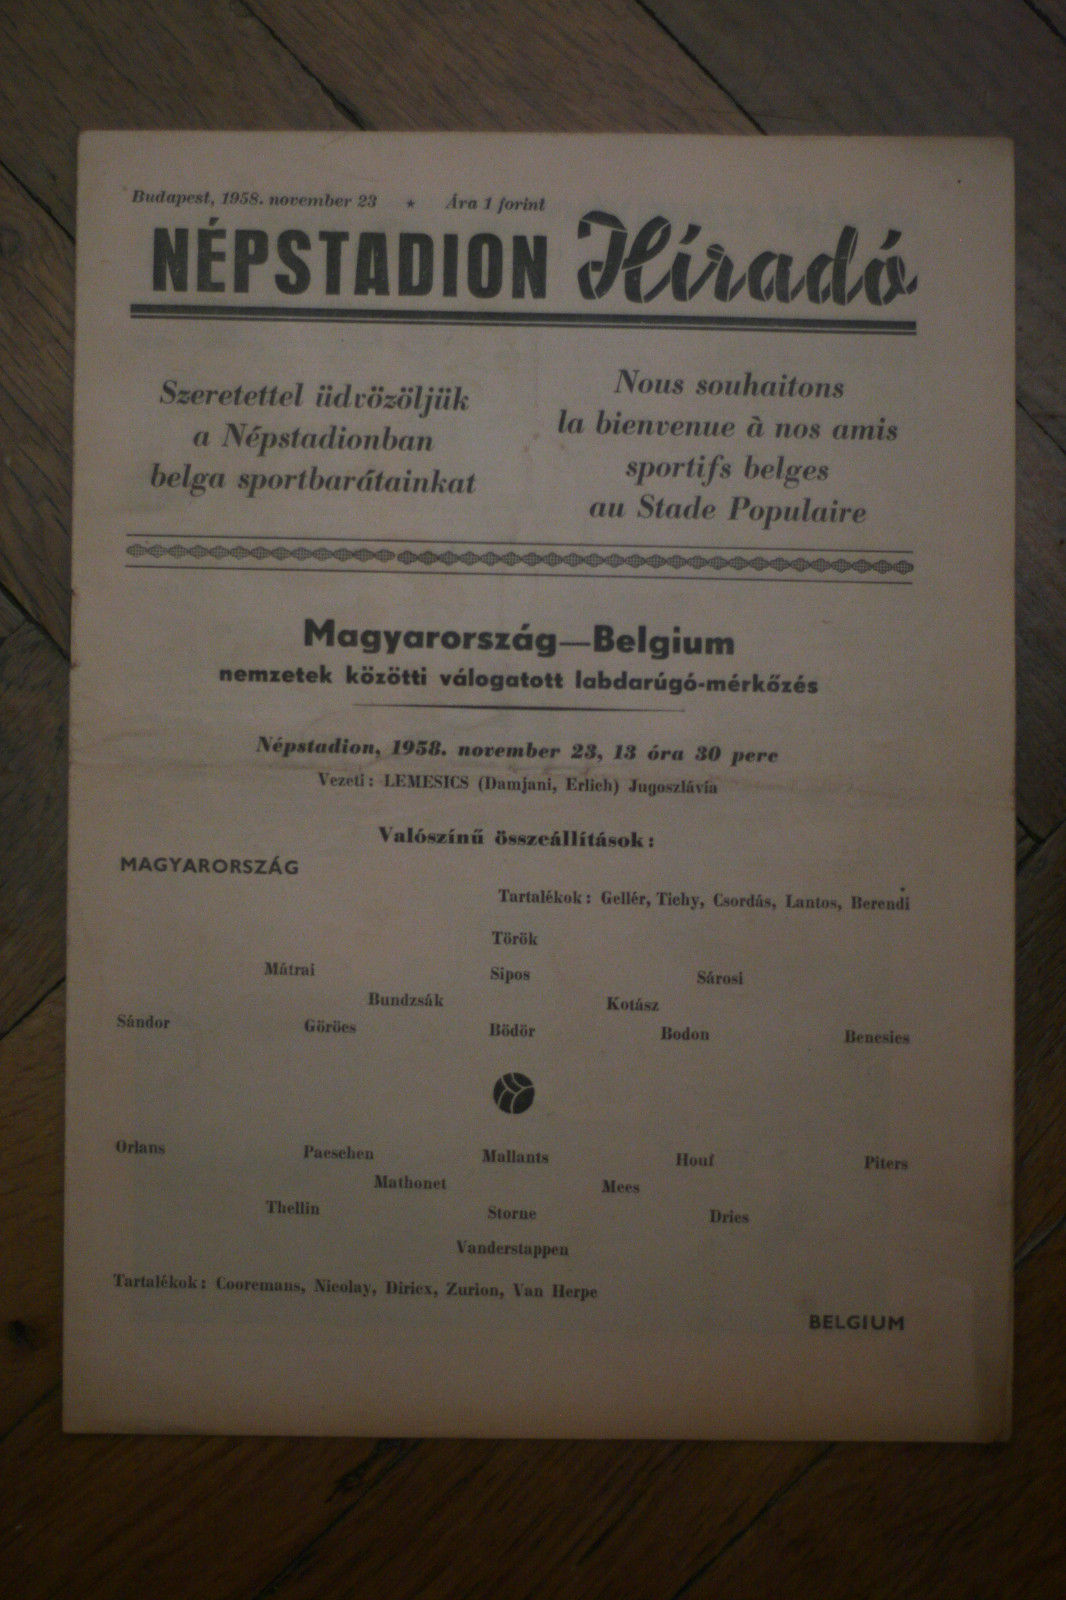 Budapest, 1958. november 23 ★ Ára 1 forint
NÉPSTADION Híradó
Szeretettel üdvözöljük
a Népstadionban
belga sportbarátainkat
Nous souhaitons
la bienvenue à nos amis
sportifs belges
au Stade Populaire
Magyarország—Belgium
nemzetek közötti válogatott labdarúgó-mérkőzés
Népstadion, 1958. november 23, 13 óra 30 perc
Vezeti: LEMESICS (Damjani, Erlich) Jugoszlávia
Valószínű összeállítások:
MAGYARORSZÁG
Tartalékok: Gellér, Tichy, Csordás, Lantos, Berendi
Török
Mátrai Sipos Sárosi
Bundzsák Kotász
Sándor Göröcs Bödör Bodon Bencsics
Orlans Paeschen Mallants Houf Piters
Mathonet Mees
Thellin Storne Dries
Vanderstappen
Tartalékok: Cooremans, Nicolay, Diricx, Zurion, Van Herpe
BELGIUM